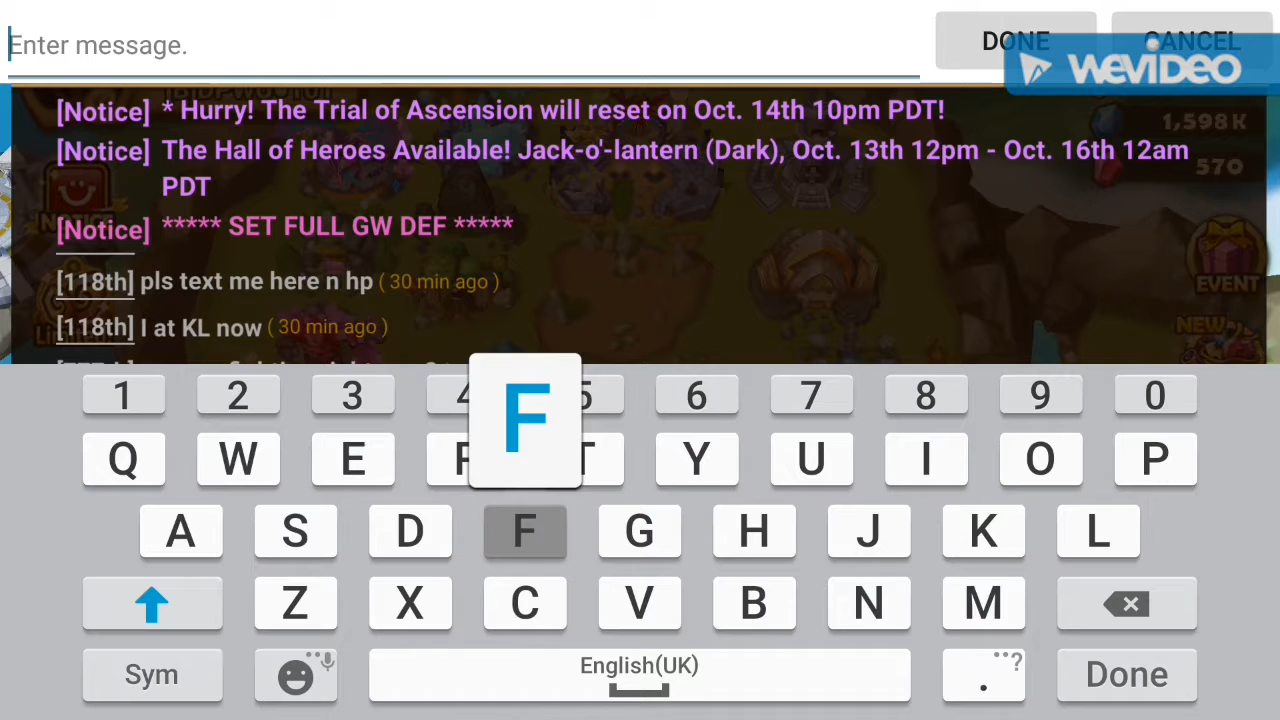 Enter message.
DONE
CANCEL
WEVIDEO
[Notice] * Hurry! The Trial of Ascension will reset on Oct. 14th 10pm PDT!
1,598K
[Notice] The Hall of Heroes Available! Jack-o'-lantern (Dark), Oct. 13th 12pm - Oct. 16th 12am
PDT
570
NOTICE
[Notice] ***** SET FULL GW DEF *****
[118th] pls text me here n hp ( 30 min ago )
EVENT
[118th] I at KL now ( 30 min ago )
NEW
1 2 3 4 5 6 7 8 9 0
F
Q W E R T Y U I O P
A S D F G H J K L
Z X C V B N M
Sym
English(UK)
. ?
Done